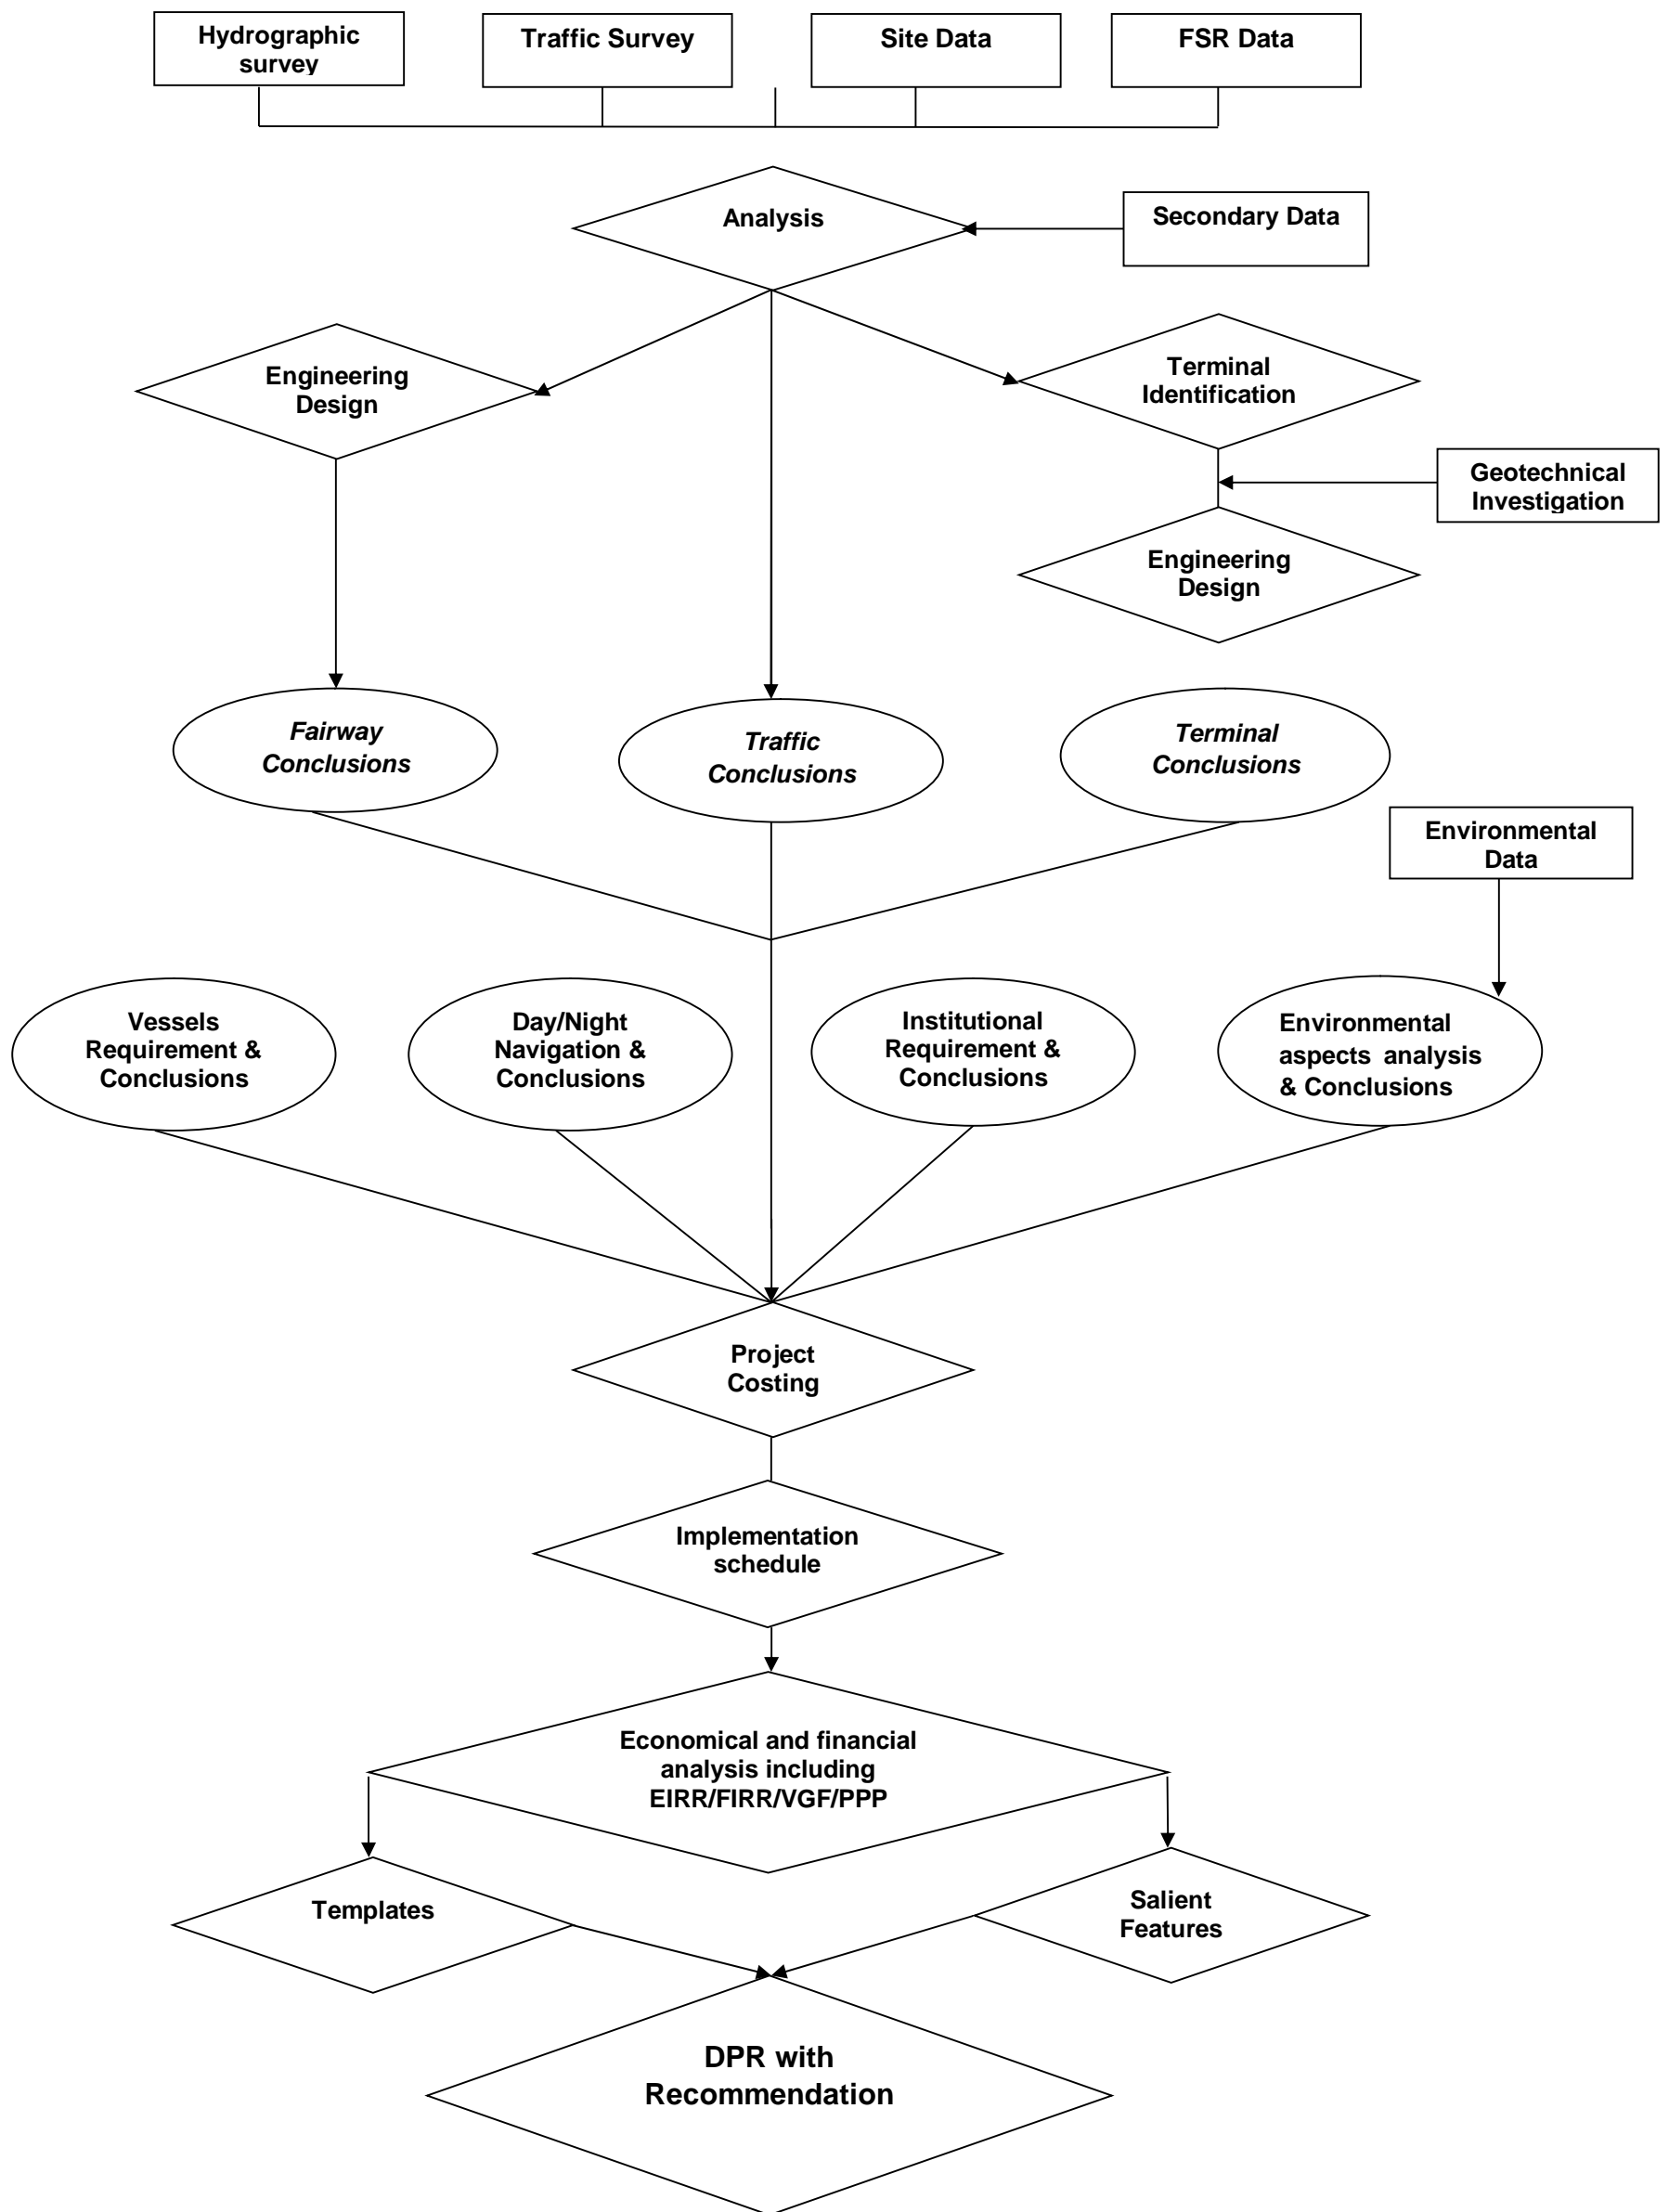 Hydrographic
survey
Traffic Survey
Site Data
FSR Data
Analysis
Secondary Data
Engineering
Design
Terminal
Identification
Geotechnical
Investigation
Engineering
Design
Fairway
Conclusions
Traffic
Conclusions
Terminal
Conclusions
Environmental
Data
Vessels
Requirement &
Conclusions
Day/Night
Navigation &
Conclusions
Institutional
Requirement &
Conclusions
Environmental
aspects analysis
& Conclusions
Project
Costing
Implementation
schedule
Economical and financial
analysis including
EIRR/FIRR/VGF/PPP
Templates
Salient
Features
DPR with
Recommendation